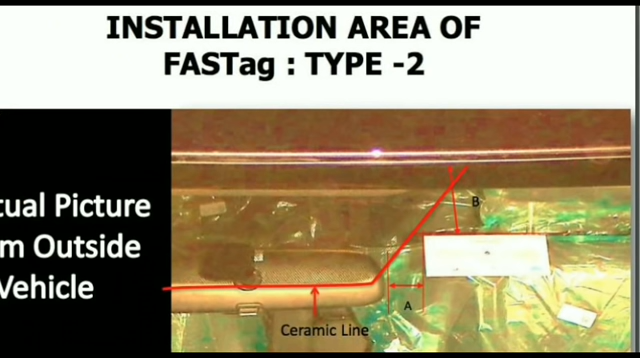 INSTALLATION AREA OF
FASTag : TYPE -2
tual Picture
m Outside
Vehicle
B
A
Ceramic Line